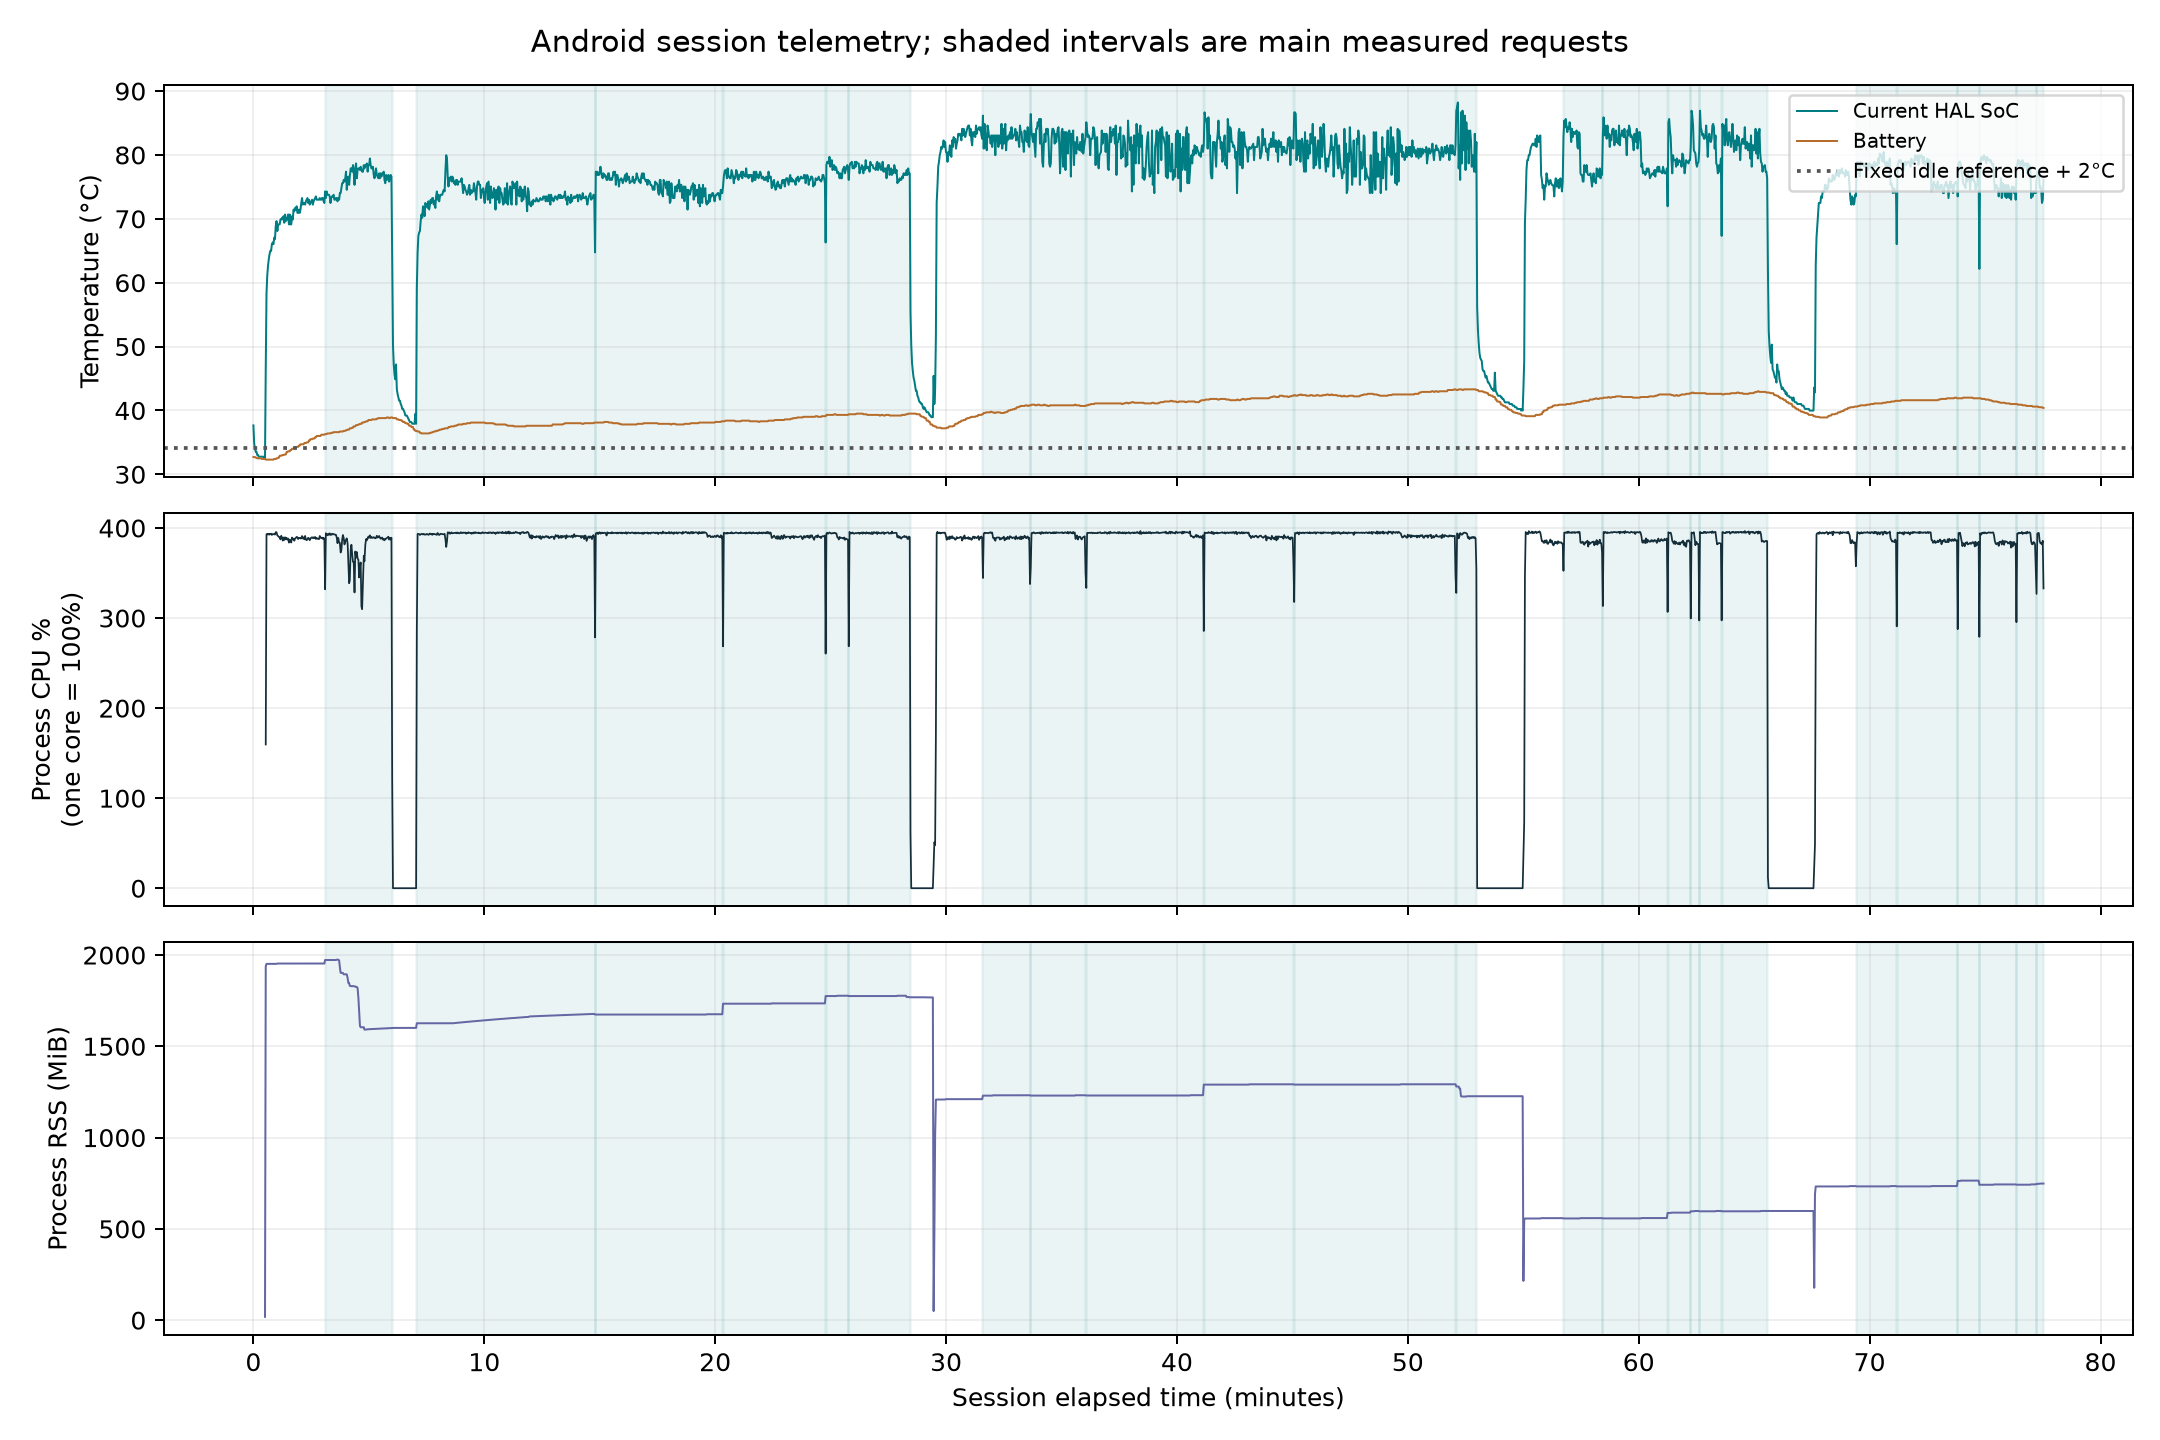 Android session telemetry; shaded intervals are main measured requests
Temperature (°C)
90
80
70
60
50
40
30
Current HAL SoC
Battery
Fixed idle reference + 2°C
Process CPU %
(one core = 100%)
400
300
200
100
0
Process RSS (MiB)
2000
1500
1000
500
0
0 10 20 30 40 50 60 70 80
Session elapsed time (minutes)